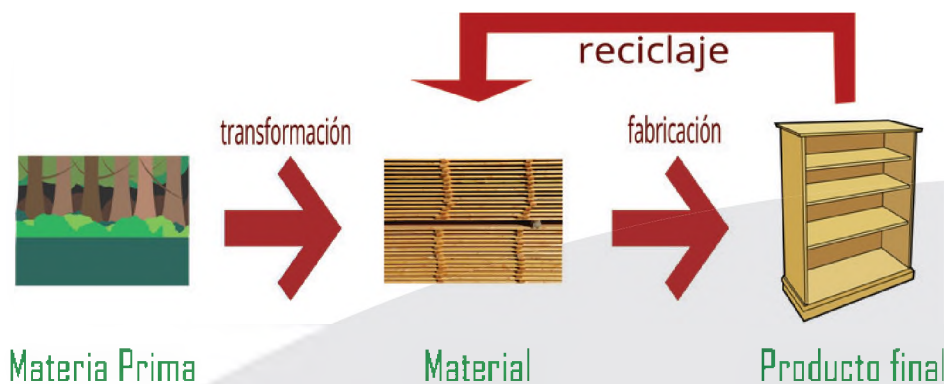 reciclaje
transformación
fabricación
Materia Prima
Material
Producto final